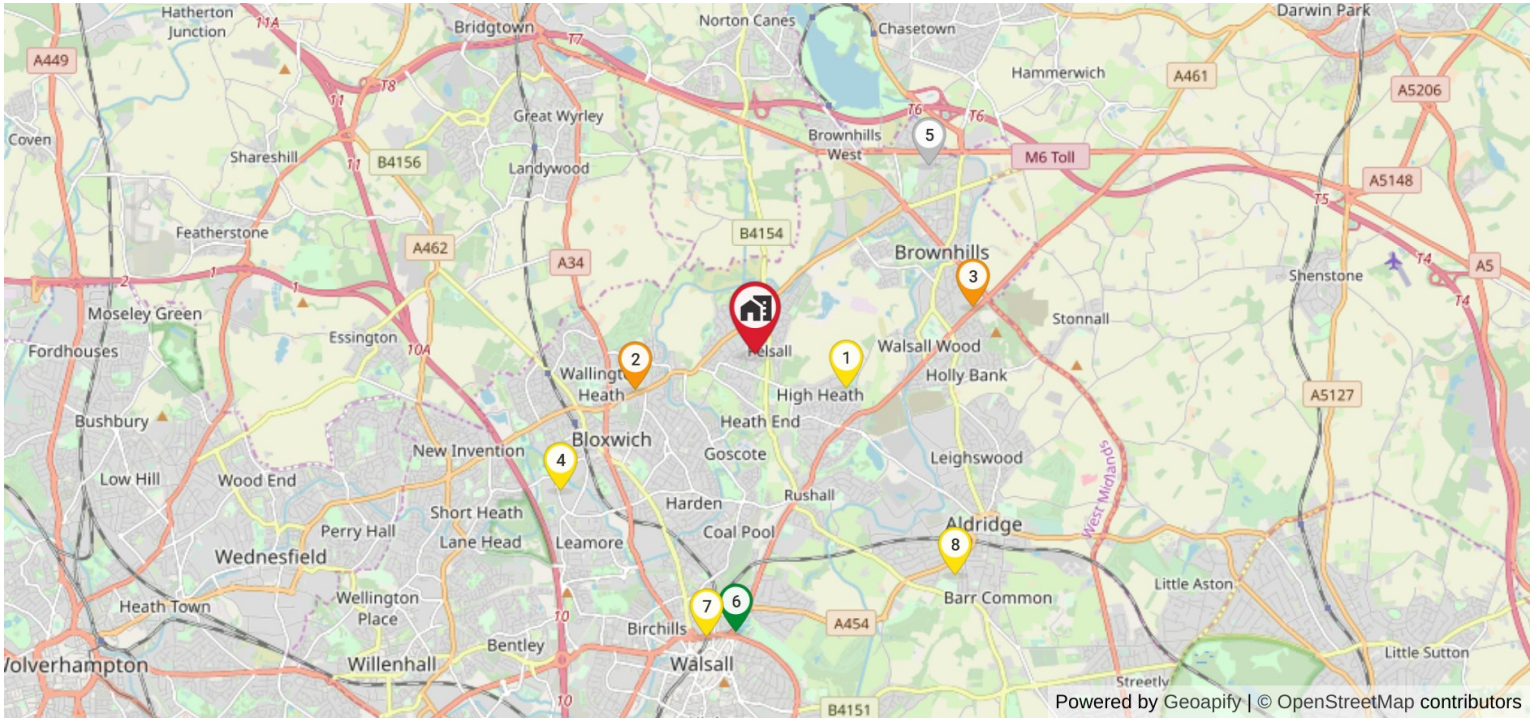 Hatherton
Junction
11A
Bridgtown
Norton Canes
Chasetown
Darwin Park
A449
T7
T8
11
Hammerwich
A461
A5206
T6
T6
Great Wyrley
Coven
11
Shareshill
B4156
Landywood
Brownhills
West
5
M6 Toll
A5148
T5
Featherstone
A462
A34
B4154
Brownhills
T4
A5
2
1
1
3
Shenstone
T4
Moseley Green
Stonnall
Essington
Fordhouses
10A
2
Pelsall
1
Walsall Wood
Wallingt
Heath
High Heath
Holly Bank
A5127
Bushbury
Heath End
New Invention
Bloxwich
4
Goscote
Leighswood
Low Hill
Wood End
West Midlands
Harden
Rushall
Short Heath
Perry Hall
Lane Head
Leamore
Coal Pool
Aldridge
8
Wednesfield
Little Aston
Heath Town
Wellington
Place
10
7
6
Barr Common
Birchills
A454
Bentley
Wolverhampton
Willenhall
Walsall
Little Sutton
Streetly
10
B4151
Powered by Geoapify | © OpenStreetMap contributors